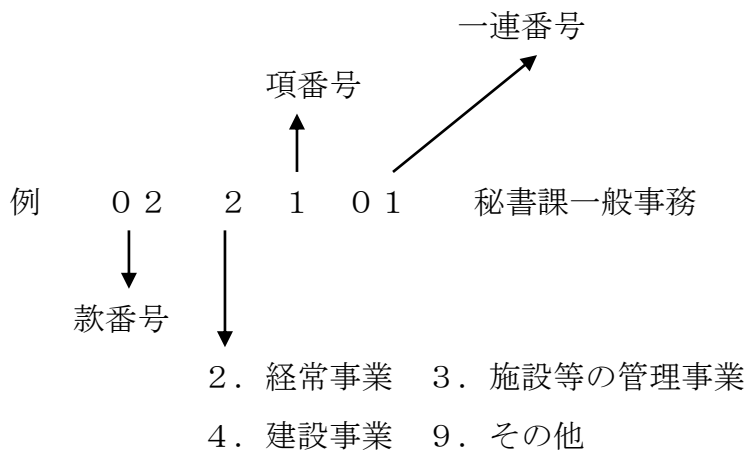 一連番号
項番号
例 ０２ ２ １ ０１ 秘書課一般事務
款番号
２．経常事業 ３．施設等の管理事業
４．建設事業 ９．その他